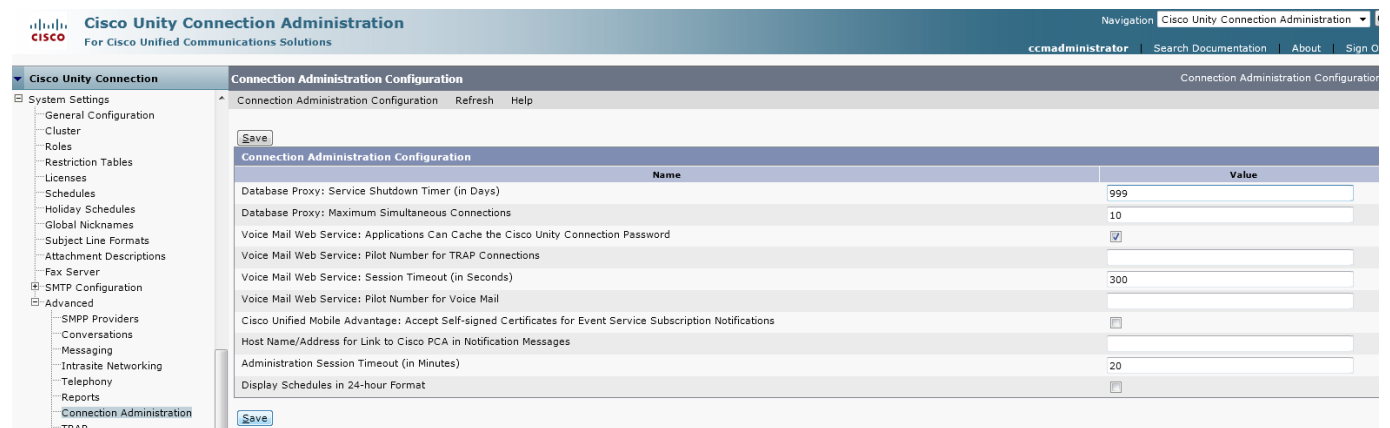 CISCO
Cisco Unity Connection Administration
For Cisco Unified Communications Solutions
Navigation Cisco Unity Connection Administration
ccmadministrator | Search Documentation | About | Sign O
Cisco Unity Connection
System Settings
General Configuration
Cluster
Roles
Restriction Tables
Licenses
Schedules
Holiday Schedules
Global Nicknames
Subject Line Formats
Attachment Descriptions
Fax Server
SMTP Configuration
Advanced
SMPP Providers
Conversations
Messaging
Intrasite Networking
Telephony
Reports
Connection Administration
TRAP
Connection Administration Configuration
Connection Administration Configuration
Connection Administration Configuration Refresh Help
Save
Connection Administration Configuration
Name Value
Database Proxy: Service Shutdown Timer (in Days) 999
Database Proxy: Maximum Simultaneous Connections 10
Voice Mail Web Service: Applications Can Cache the Cisco Unity Connection Password
Voice Mail Web Service: Pilot Number for TRAP Connections
Voice Mail Web Service: Session Timeout (in Seconds) 300
Voice Mail Web Service: Pilot Number for Voice Mail
Cisco Unified Mobile Advantage: Accept Self-signed Certificates for Event Service Subscription Notifications
Host Name/Address for Link to Cisco PCA in Notification Messages
Administration Session Timeout (in Minutes) 20
Display Schedules in 24-hour Format
Save